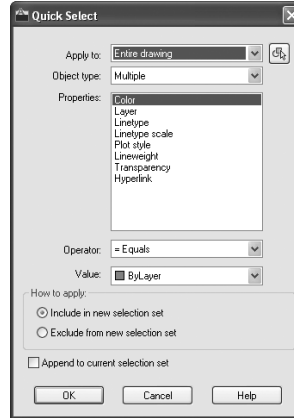 Quick Select
Apply to: Entire drawing
Object type: Multiple
Properties: Color
Layer
Linetype
Linetype scale
Plot style
Lineweight
Transparency
Hyperlink
Operator: = Equals
Value: ByLayer
How to apply:
Include in new selection set
Exclude from new selection set
Append to current selection set
OK Cancel Help